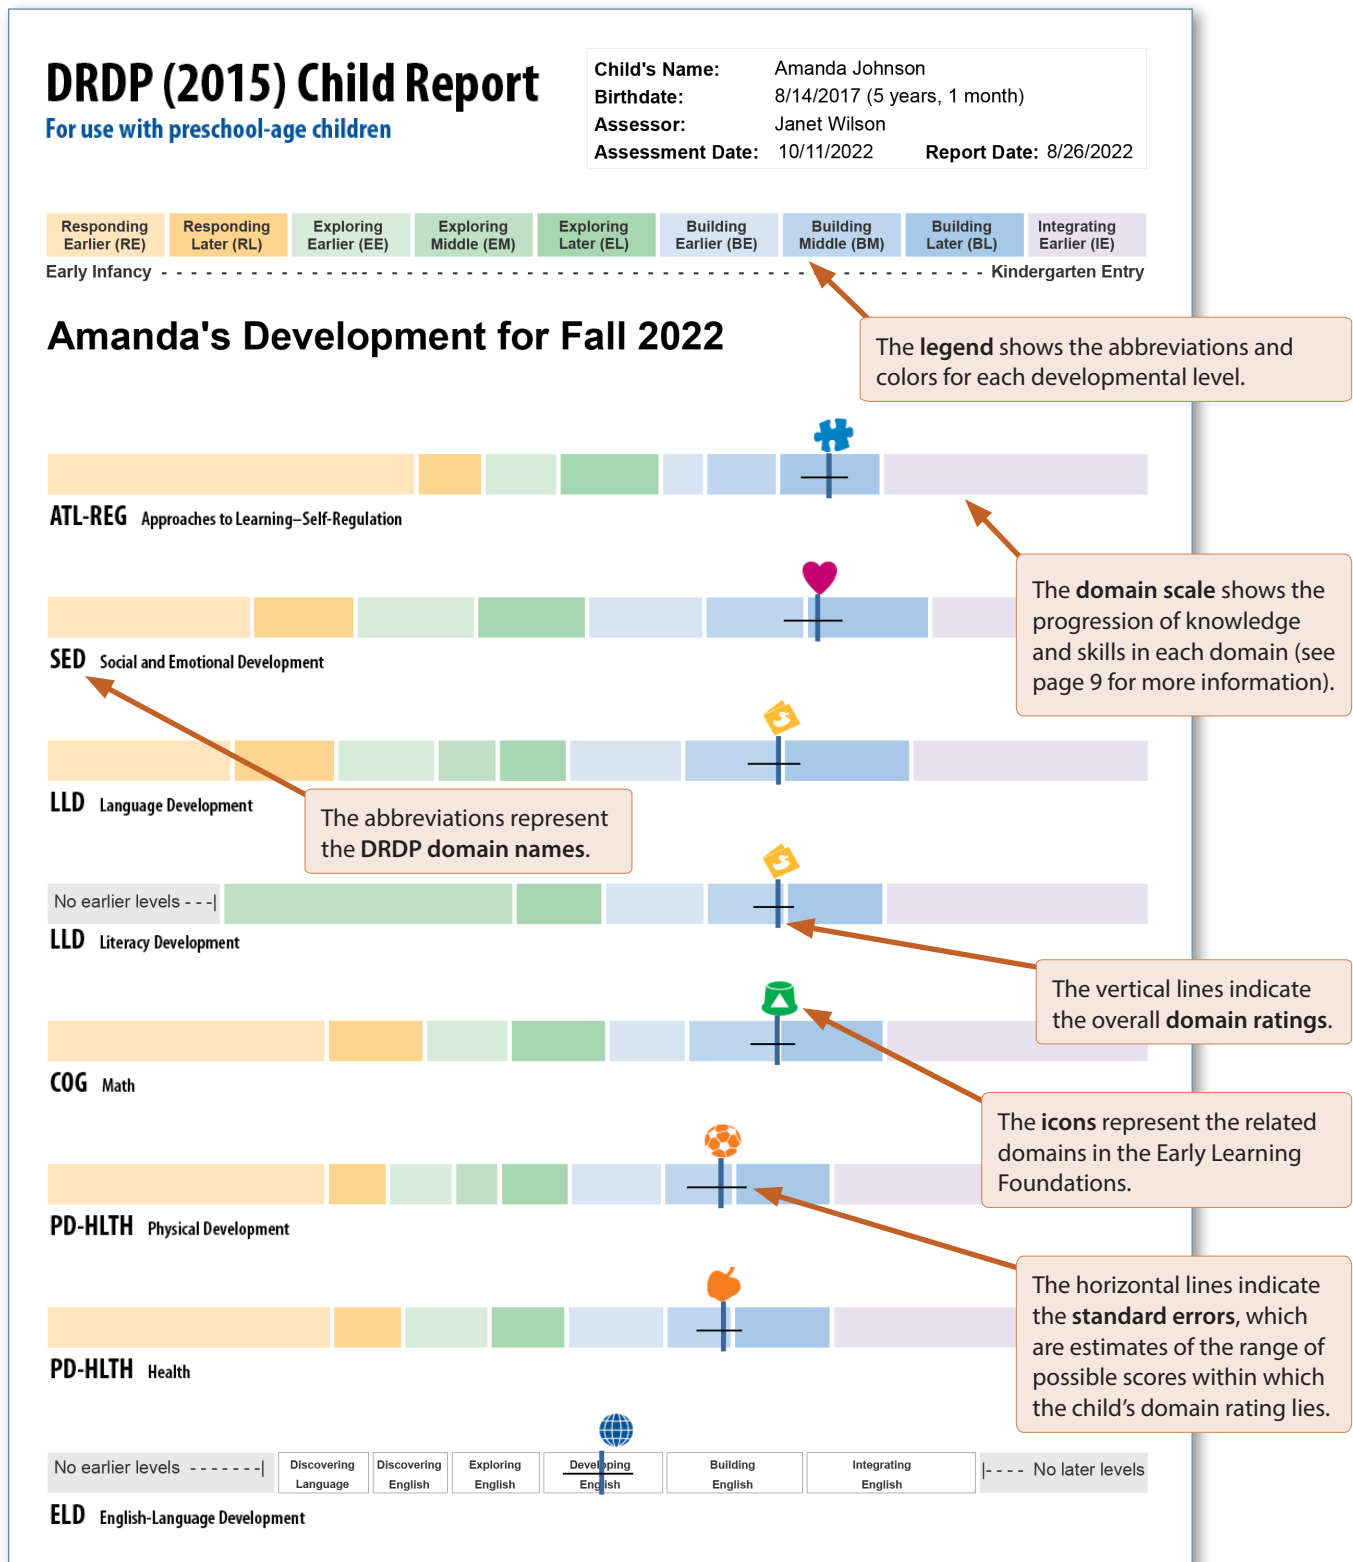 DRDP (2015) Child Report
For use with preschool-age children
Child's Name: Amanda Johnson
Birthdate: 8/14/2017 (5 years, 1 month)
Assessor: Janet Wilson
Assessment Date: 10/11/2022 Report Date: 8/26/2022
Responding Earlier (RE)
Responding Later (RL)
Exploring Earlier (EE)
Exploring Middle (EM)
Exploring Later (EL)
Building Earlier (BE)
Building Middle (BM)
Building Later (BL)
Integrating Earlier (IE)
Early Infancy - - - - - - - - - - - - - - - - - - - - - - - - - - - - - - - - - - - - - - - - Kindergarten Entry
The legend shows the abbreviations and
colors for each developmental level.
Amanda's Development for Fall 2022
ATL-REG Approaches to Learning–Self-Regulation
The domain scale shows the
progression of knowledge
and skills in each domain (see
page 9 for more information).
SED Social and Emotional Development
LLD Language Development
The abbreviations represent
the DRDP domain names.
No earlier levels - - -|
LLD Literacy Development
The vertical lines indicate
the overall domain ratings.
COG Math
The icons represent the related
domains in the Early Learning
Foundations.
PD-HLTH Physical Development
The horizontal lines indicate
the standard errors, which
are estimates of the range of
possible scores within which
the child's domain rating lies.
PD-HLTH Health
No earlier levels - - - - - - -|
Discovering Language
Discovering English
Exploring English
Developing English
Building English
Integrating English
|- - - - No later levels
ELD English-Language Development